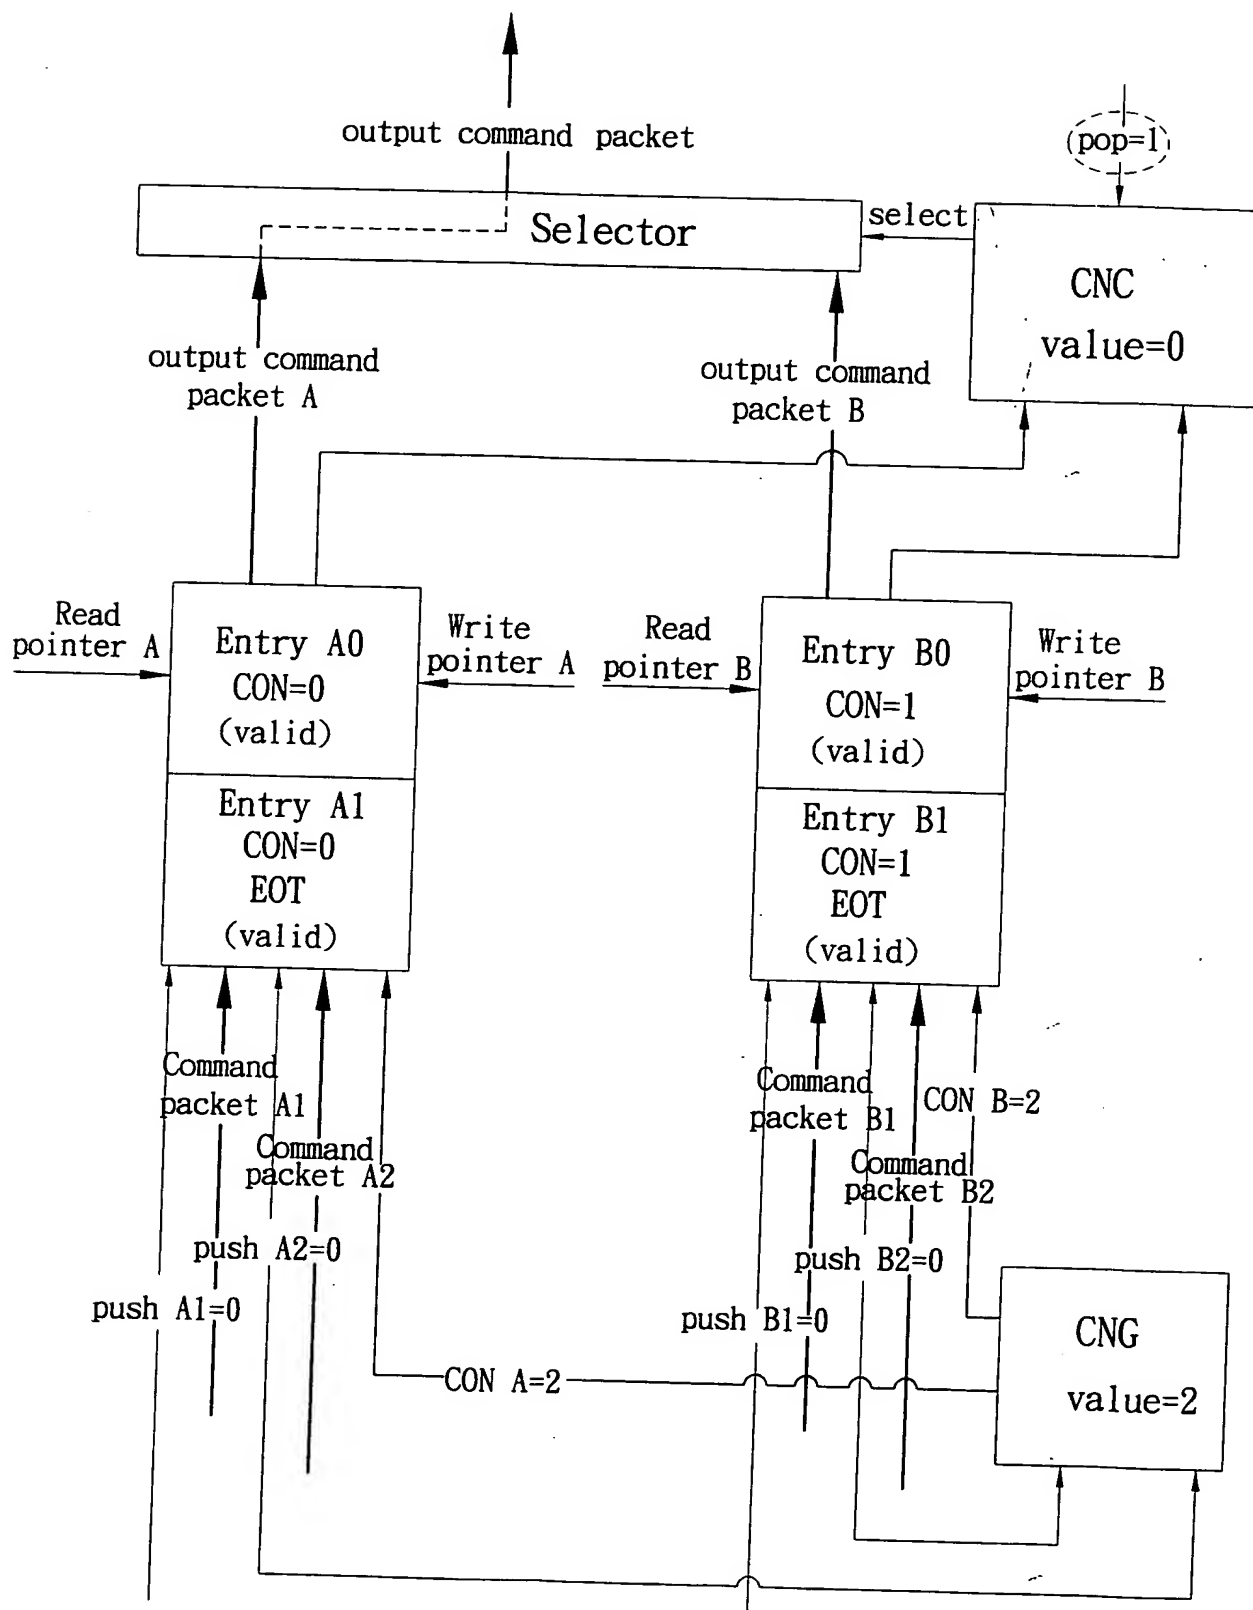 output command packet
pop=1
Selector
select
CNC
value=0
output command
packet A
output command
packet B
Read
pointer A
Entry A0
CON=0
(valid)
Write
pointer A
Read
pointer B
Entry B0
CON=1
(valid)
Write
pointer B
Entry A1
CON=0
EOT
(valid)
Entry B1
CON=1
EOT
(valid)
Command
packet A1
Command
packet A2
push A2=0
push A1=0
CON A=2
Command
packet B1
CON B=2
Command
packet B2
push B2=0
push B1=0
CNG
value=2